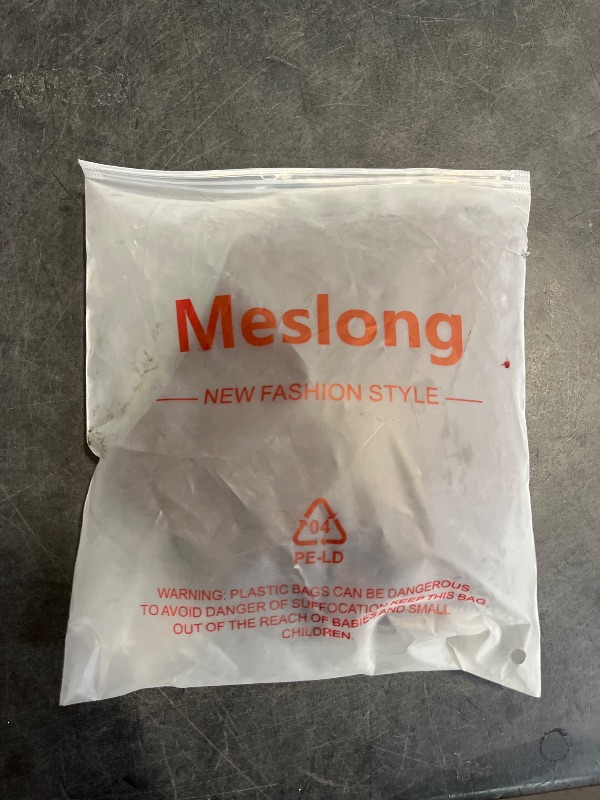 Meslong
NEW FASHION STYLE
04
PE-LD
WARNING: PLASTIC BAGS CAN BE DANGEROUS
TO AVOID DANGER OF SUFFOCATION KEEP THIS BAG
OUT OF THE REACH OF BABIES AND SMALL
CHILDREN.